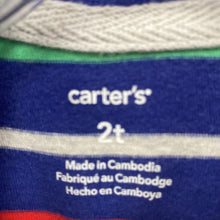 carter's
2t
Made in Cambodia
Fabriqué au Cambodge
Hecho en Camboya